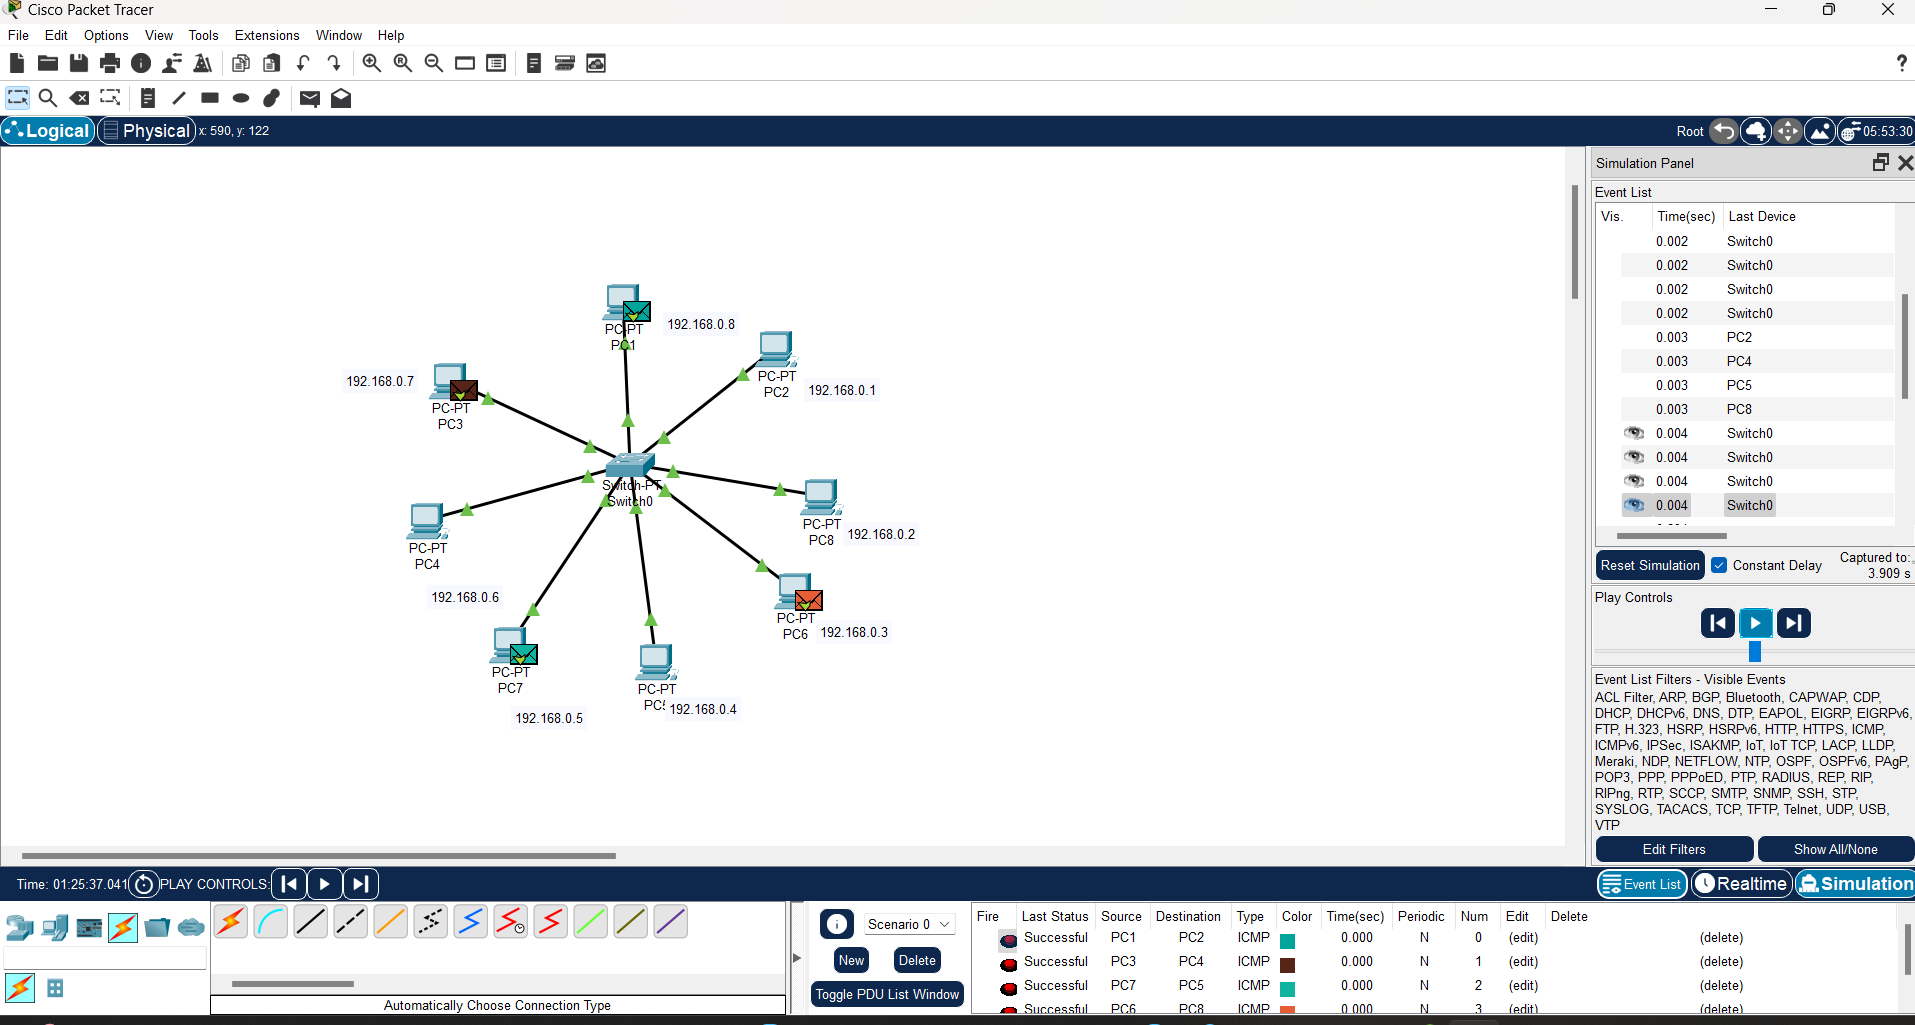 Cisco Packet Tracer
File Edit Options View Tools Extensions Window Help
Logical Physical x: 590, y: 122 Root 05:53:30
PC-PT
PC1
192.168.0.8
PC-PT
PC2
192.168.0.1
192.168.0.7
PC-PT
PC3
Switch-PT
Switch0
PC-PT
PC8
192.168.0.2
PC-PT
PC4
192.168.0.6
PC-PT
PC6
192.168.0.3
PC-PT
PC7
192.168.0.5
PC-PT
192.168.0.4
Simulation Panel
Event List
Vis. Time(sec) Last Device
0.002 Switch0
0.002 Switch0
0.002 Switch0
0.002 Switch0
0.003 PC2
0.003 PC4
0.003 PC5
0.003 PC8
0.004 Switch0
0.004 Switch0
0.004 Switch0
0.004 Switch0
Reset Simulation Constant Delay Captured to:
3.909 s
Play Controls
Event List Filters - Visible Events
ACL Filter, ARP, BGP, Bluetooth, CAPWAP, CDP,
DHCP, DHCPv6, DNS, DTP, EAPOL, EIGRP, EIGRPv6,
FTP, H.323, HSRP, HSRPv6, HTTP, HTTPS, ICMP,
ICMPv6, IPSec, ISAKMP, IoT, IoT TCP, LACP, LLDP,
Meraki, NDP, NETFLOW, NTP, OSPF, OSPFv6, PAgP,
POP3, PPP, PPPoED, PTP, RADIUS, REP, RIP,
RIPng, RTP, SCCP, SMTP, SNMP, SSH, STP,
SYSLOG, TACACS, TCP, TFTP, Telnet, UDP, USB,
VTP
Edit Filters Show All/None
Time: 01:25:37.041 PLAY CONTROLS: Event List Realtime Simulation
Automatically Choose Connection Type
Scenario 0
New Delete
Toggle PDU List Window
Fire Last Status Source Destination Type Color Time(sec) Periodic Num Edit Delete
Successful PC1 PC2 ICMP 0.000 N 0 (edit) (delete)
Successful PC3 PC4 ICMP 0.000 N 1 (edit) (delete)
Successful PC7 PC5 ICMP 0.000 N 2 (edit) (delete)
Successful PC6 PC8 ICMP 0.000 N 3 (edit) (delete)